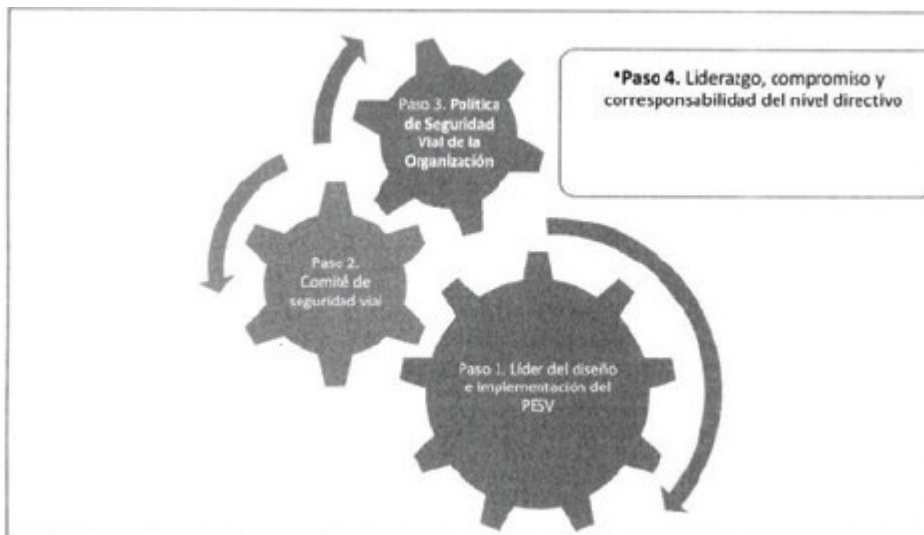 Paso 3. Política
de Seguridad
Vial de la
Organización
*Paso 4. Liderazgo, compromiso y
corresponsabilidad del nivel directivo
Paso 2.
Comité de
seguridad vial
Paso 1. Líder del diseño
e implementación del
PESV